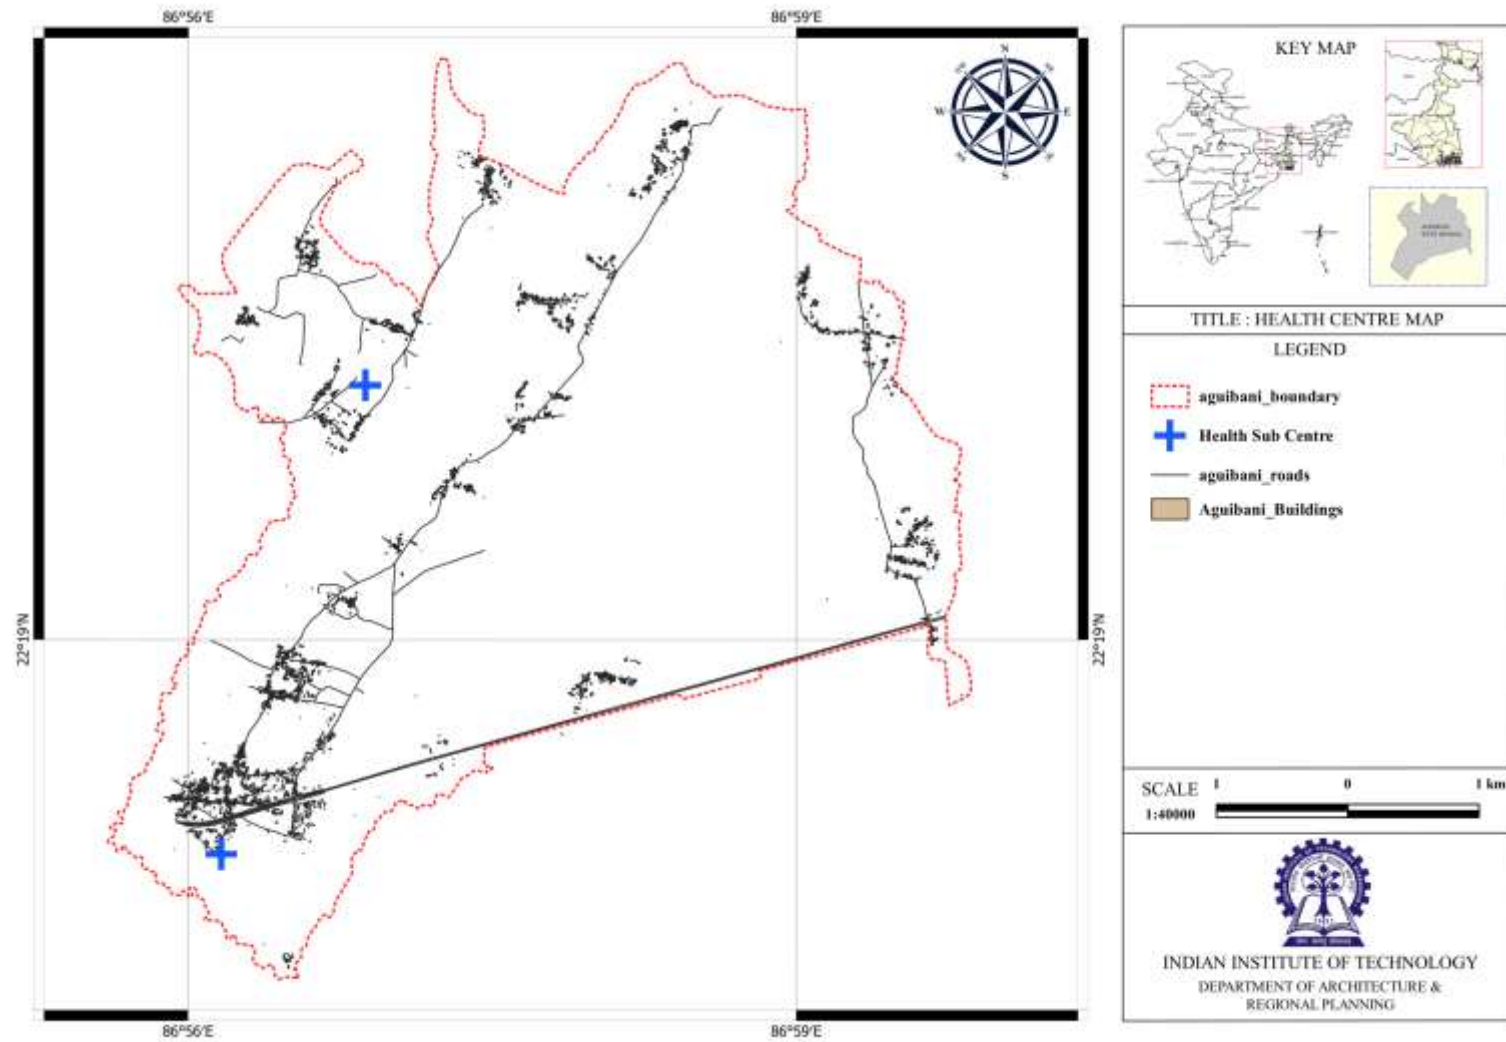 86°56'E
86°59'E
N
W
E
S
22°19'N
22°19'N
86°56'E
86°59'E
KEY MAP
TITLE : HEALTH CENTRE MAP
LEGEND
aguibani_boundary
Health Sub Centre
aguibani_roads
Aguibani_Buildings
SCALE
1 0 1 km
1:40000
INDIAN INSTITUTE OF TECHNOLOGY
DEPARTMENT OF ARCHITECTURE &
REGIONAL PLANNING